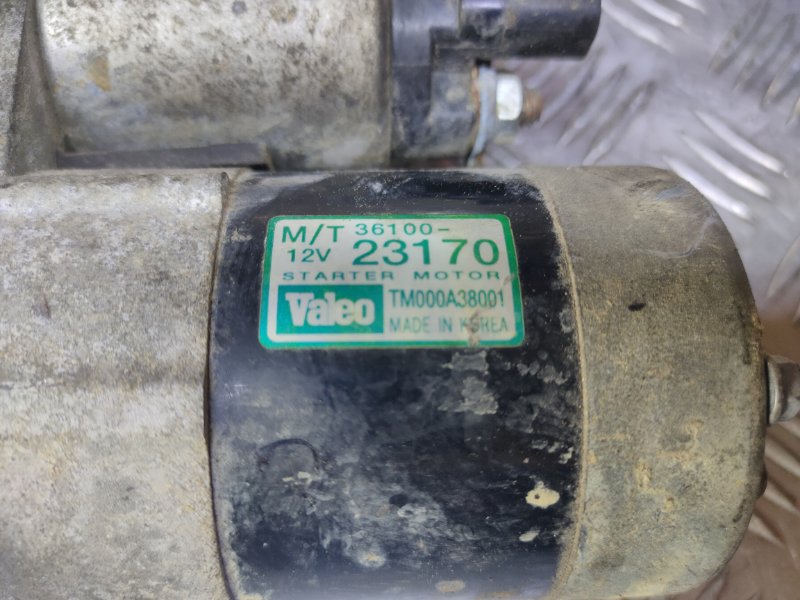 M/T 36100-
12V 23170
STARTER MOTOR
Valeo TM000A38001
MADE IN KOREA